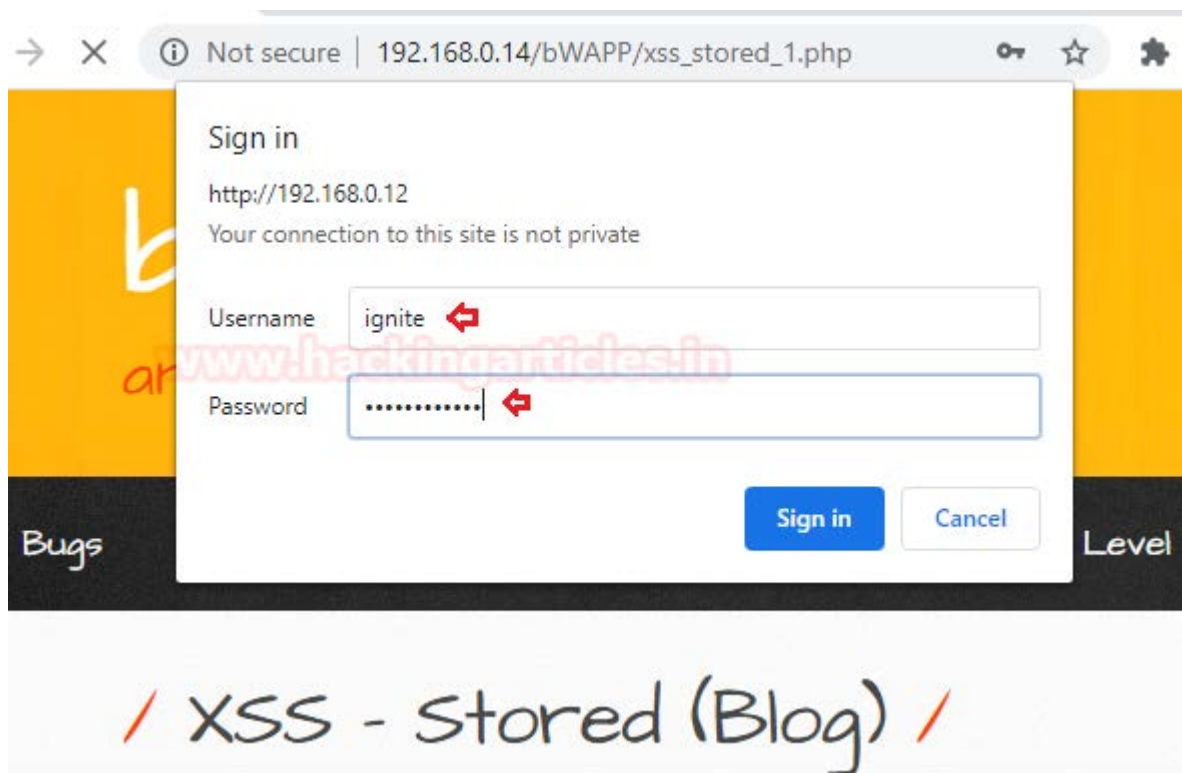 Not secure | 192.168.0.14/bWAPP/xss_stored_1.php
Sign in
http://192.168.0.12
Your connection to this site is not private
b
Username ignite
www.hackingarticles.in
Password ••••••••••••
Sign in Cancel
Bugs Level
/ XSS - Stored (Blog) /